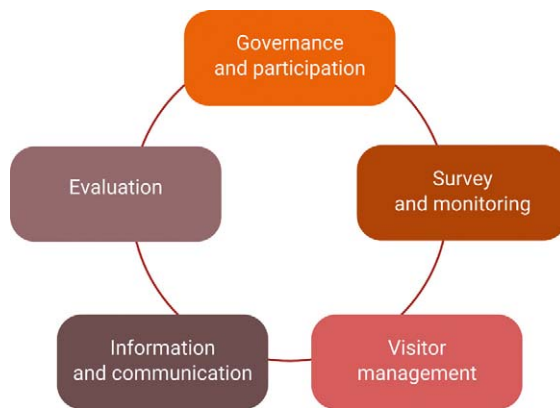 Governance
and participation
Survey
and monitoring
Visitor
management
Information
and communication
Evaluation